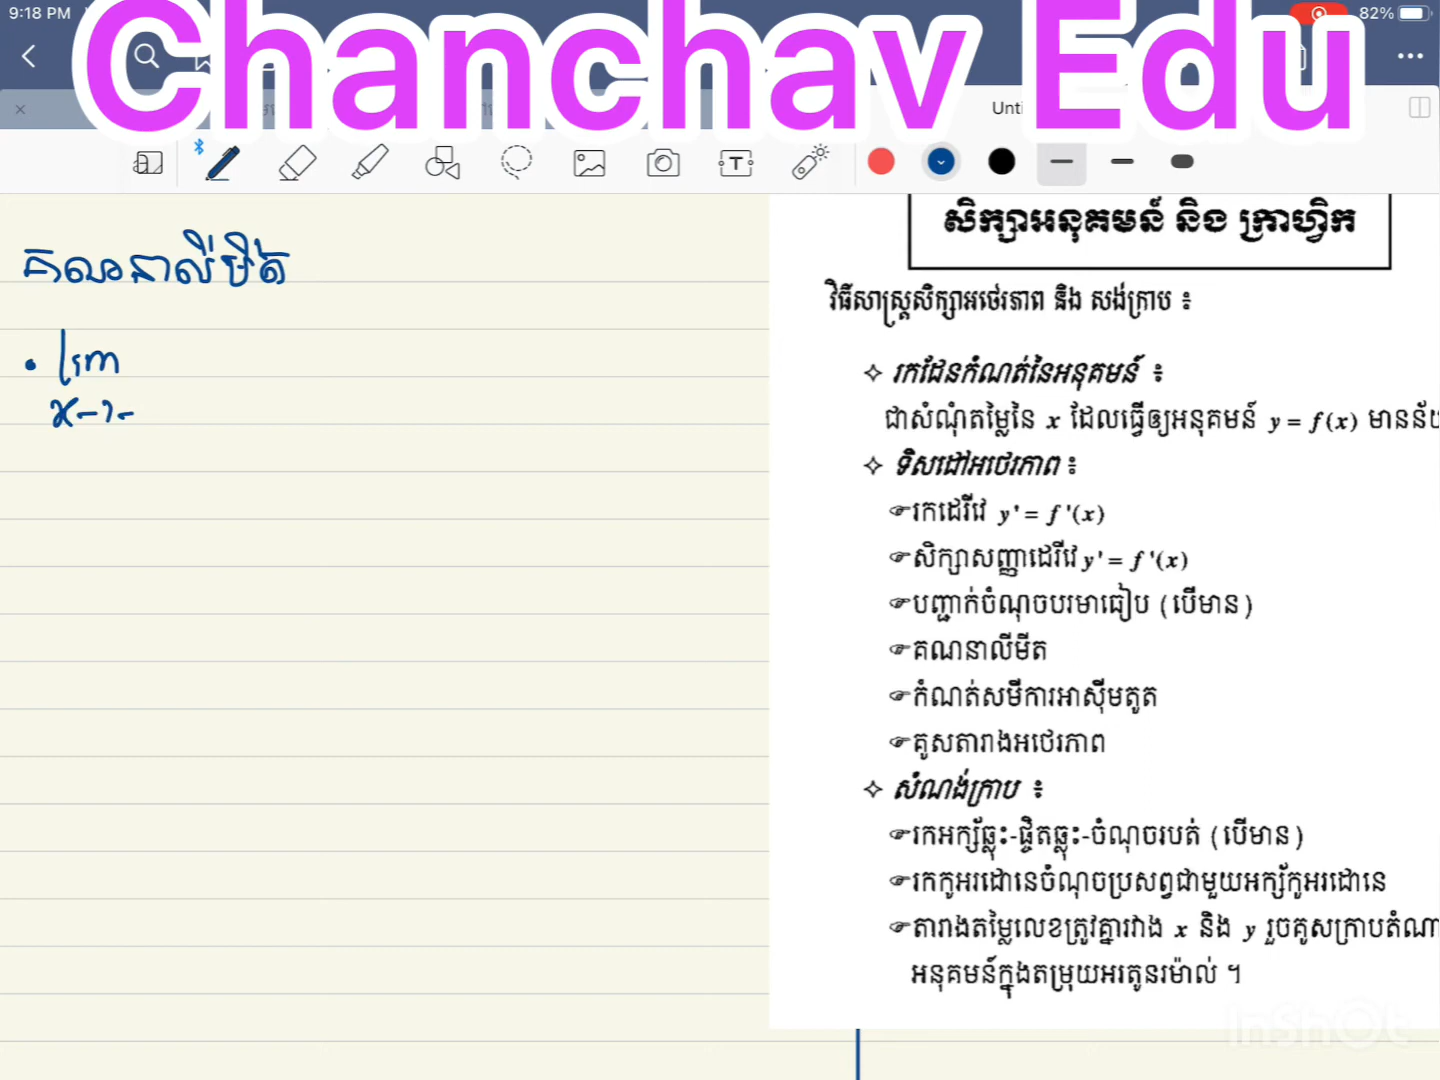 9:18 PM
82%
Chanchav Edu
Unti
គណនាលីមីត
• lim
x→-
សិក្សាអនុគមន៍ និង ក្រាហ្វិក
វិធីសាស្ត្រសិក្សាអថេរភាព និង សង់ក្រាប ៖
✧ រកដែនកំណត់នៃអនុគមន៍ ៖
ជាសំណុំតម្លៃនៃ x ដែលធ្វើឲ្យអនុគមន៍ y = f(x) មានន័យ
✧ ទិសដៅអថេរភាព ៖
☞ រកដេរីវេ y' = f '(x)
☞ សិក្សាសញ្ញាដេរីវេ y' = f '(x)
☞ បញ្ជាក់ចំណុចបរមាធៀប (បើមាន)
☞ គណនាលីមីត
☞ កំណត់សមីការអាស៊ីមតូត
☞ គូសតារាងអថេរភាព
✧ សំណង់ក្រាប ៖
☞ រកអក្ស័ឆ្លុះ-ផ្ចិតឆ្លុះ-ចំណុចរបត់ (បើមាន)
☞ រកកូអរដោនេចំណុចប្រសព្វជាមួយអក្ស័កូអរដោនេ
☞ តារាងតម្លៃលេខត្រូវគ្នារវាង x និង y រួចគូសក្រាបតំណា
អនុគមន៍ក្នុងតម្រុយអរតូនរម៉ាល់ ។
InShOt